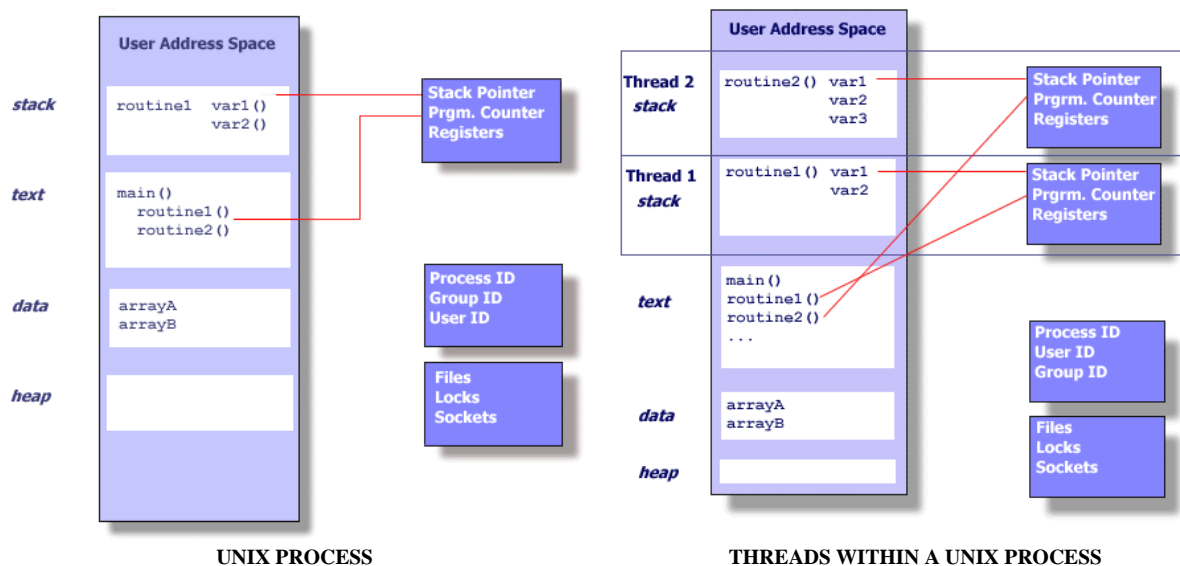 User Address Space
stack
routine1 var1()
var2()
Stack Pointer
Prgm. Counter
Registers
text
main()
routine1()
routine2()
Process ID
Group ID
User ID
data
arrayA
arrayB
Files
Locks
Sockets
heap
UNIX PROCESS
User Address Space
Thread 2
stack
routine2() var1
var2
var3
Stack Pointer
Prgrm. Counter
Registers
Thread 1
stack
routine1() var1
var2
Stack Pointer
Prgrm. Counter
Registers
text
main()
routine1()
routine2()
...
Process ID
User ID
Group ID
data
arrayA
arrayB
Files
Locks
Sockets
heap
THREADS WITHIN A UNIX PROCESS